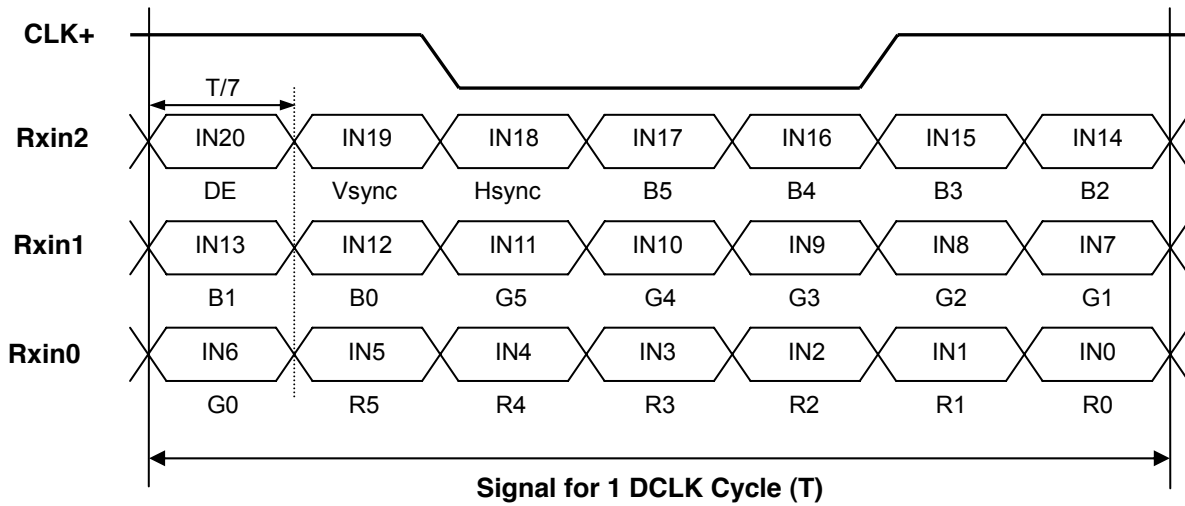 CLK+
T/7
Rxin2 IN20 IN19 IN18 IN17 IN16 IN15 IN14
DE Vsync Hsync B5 B4 B3 B2
Rxin1 IN13 IN12 IN11 IN10 IN9 IN8 IN7
B1 B0 G5 G4 G3 G2 G1
Rxin0 IN6 IN5 IN4 IN3 IN2 IN1 IN0
G0 R5 R4 R3 R2 R1 R0
Signal for 1 DCLK Cycle (T)